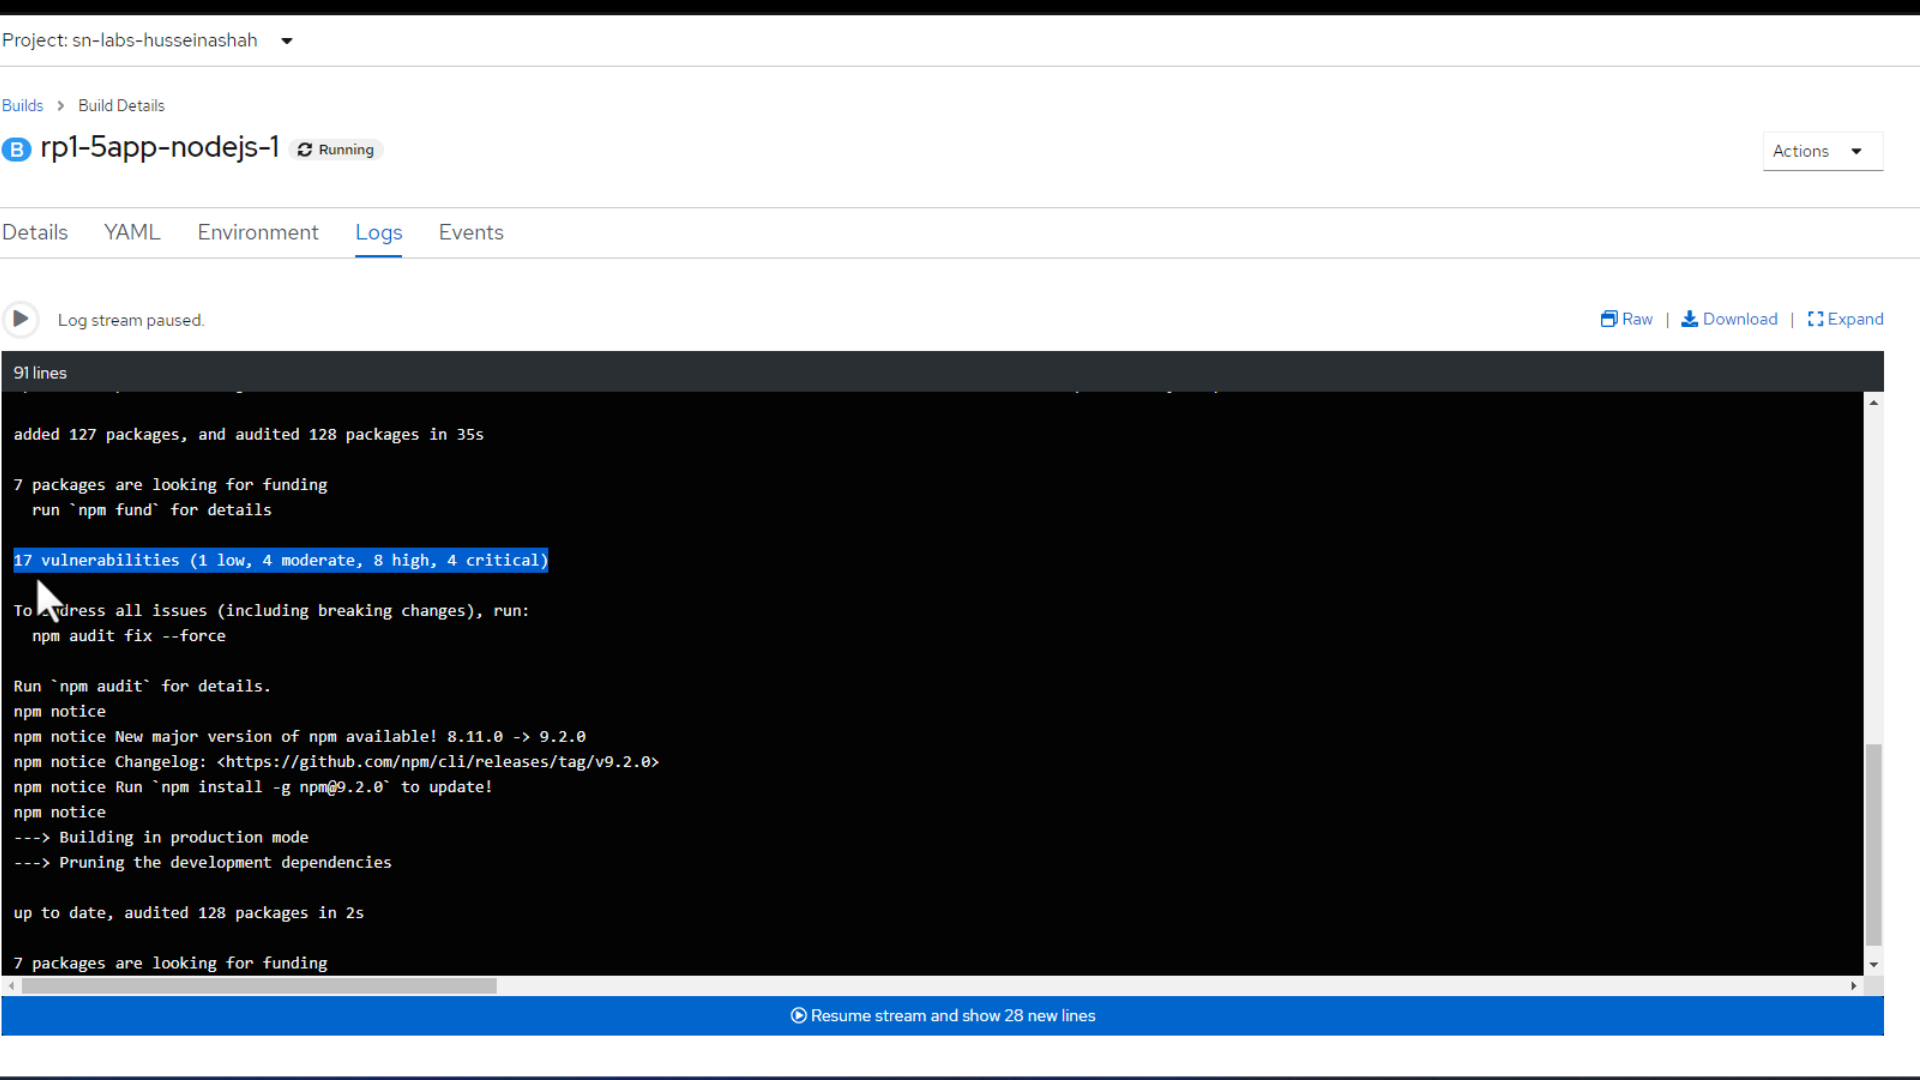 Project: sn-labs-husseinashah
Builds > Build Details
B rp1-5app-nodejs-1 Running
Actions
Details YAML Environment Logs Events
Log stream paused.
Raw | Download | Expand
91 lines
added 127 packages, and audited 128 packages in 35s
7 packages are looking for funding
run `npm fund` for details
17 vulnerabilities (1 low, 4 moderate, 8 high, 4 critical)
To address all issues (including breaking changes), run:
npm audit fix --force
Run `npm audit` for details.
npm notice
npm notice New major version of npm available! 8.11.0 -> 9.2.0
npm notice Changelog: <https://github.com/npm/cli/releases/tag/v9.2.0>
npm notice Run `npm install -g npm@9.2.0` to update!
npm notice
---> Building in production mode
---> Pruning the development dependencies
up to date, audited 128 packages in 2s
7 packages are looking for funding
Resume stream and show 28 new lines